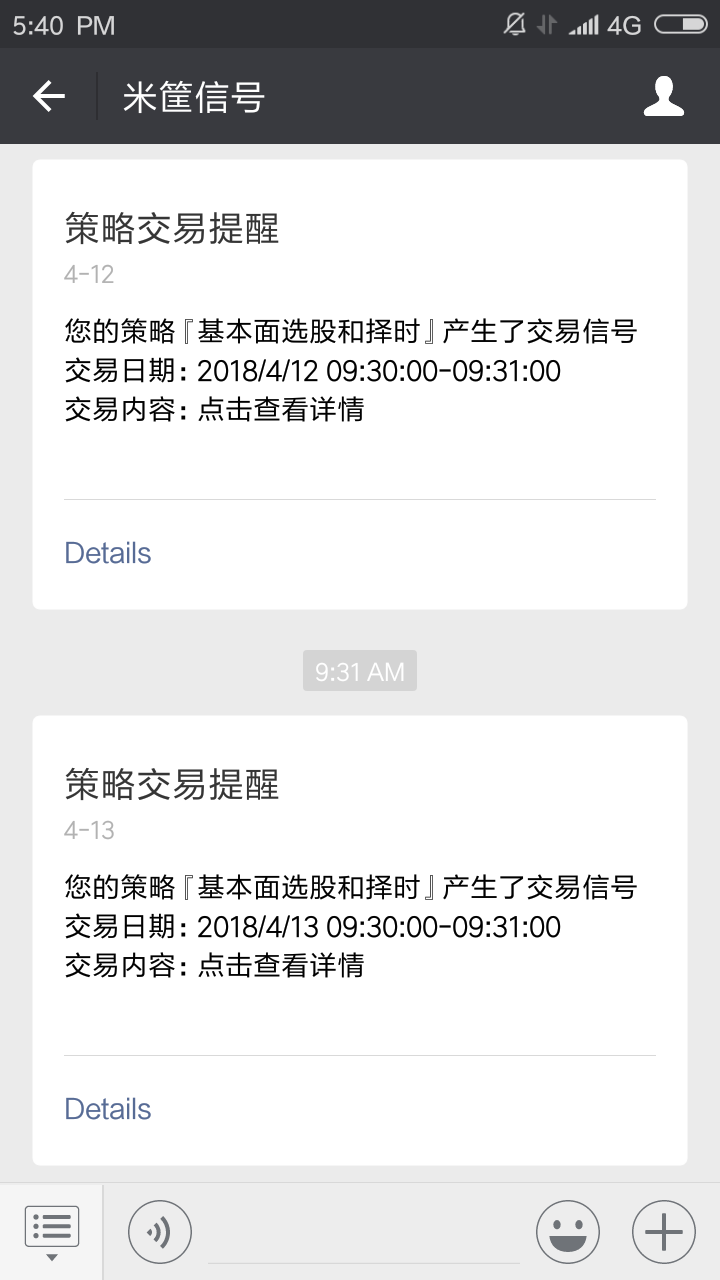 5:40 PM
4G
米筐信号
策略交易提醒
4-12
您的策略『基本面选股和择时』产生了交易信号
交易日期: 2018/4/12 09:30:00-09:31:00
交易内容: 点击查看详情
Details
9:31 AM
策略交易提醒
4-13
您的策略『基本面选股和择时』产生了交易信号
交易日期: 2018/4/13 09:30:00-09:31:00
交易内容: 点击查看详情
Details